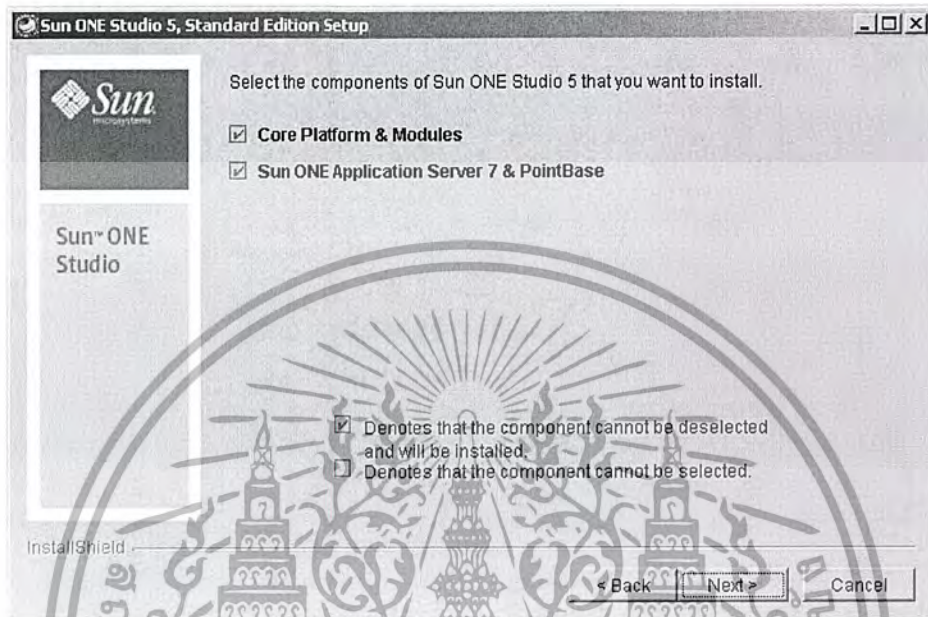 Sun ONE Studio 5, Standard Edition Setup
Sun
microsystems
Select the components of Sun ONE Studio 5 that you want to install.
Core Platform & Modules
Sun ONE Application Server 7 & PointBase
Sun™ ONE
Studio
Denotes that the component cannot be deselected
and will be installed.
Denotes that the component cannot be selected.
InstallShield
< Back
Next >
Cancel